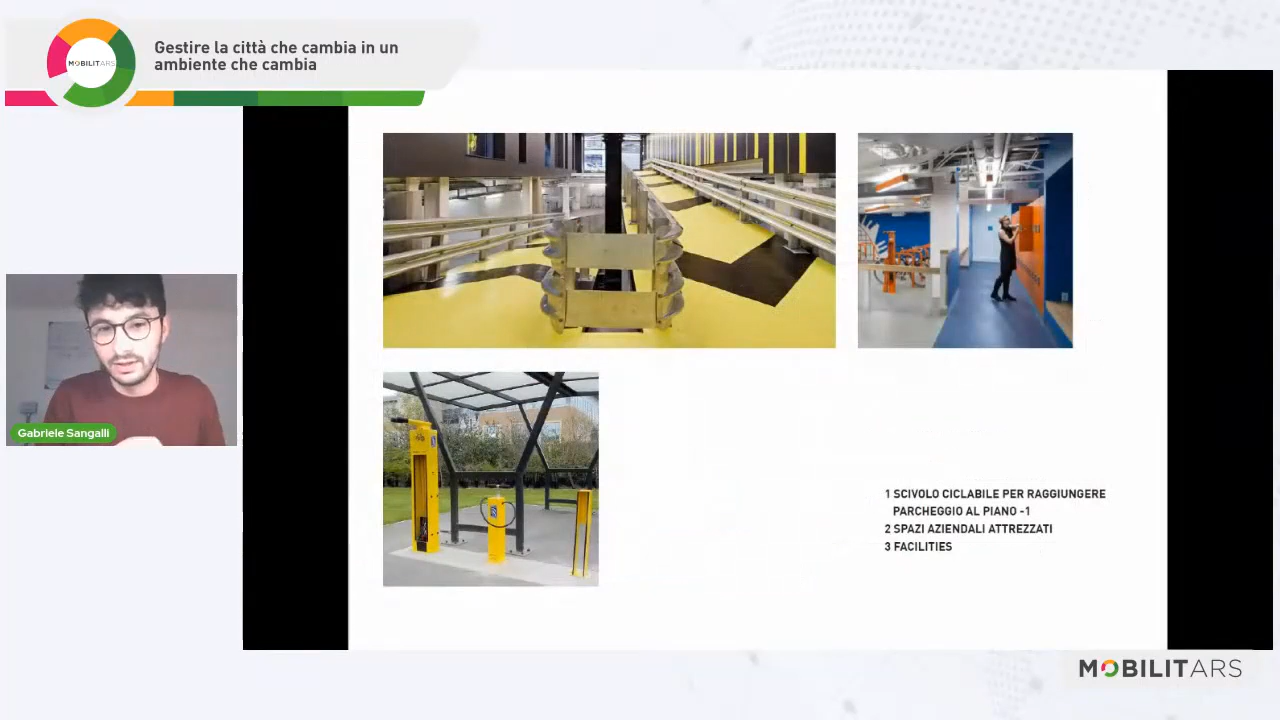 Gestire la città che cambia in un
ambiente che cambia
MOBILITARS
Gabriele Sangalli
1 SCIVOLO CICLABILE PER RAGGIUNGERE
PARCHEGGIO AL PIANO -1
2 SPAZI AZIENDALI ATTREZZATI
3 FACILITIES
MOBILITARS